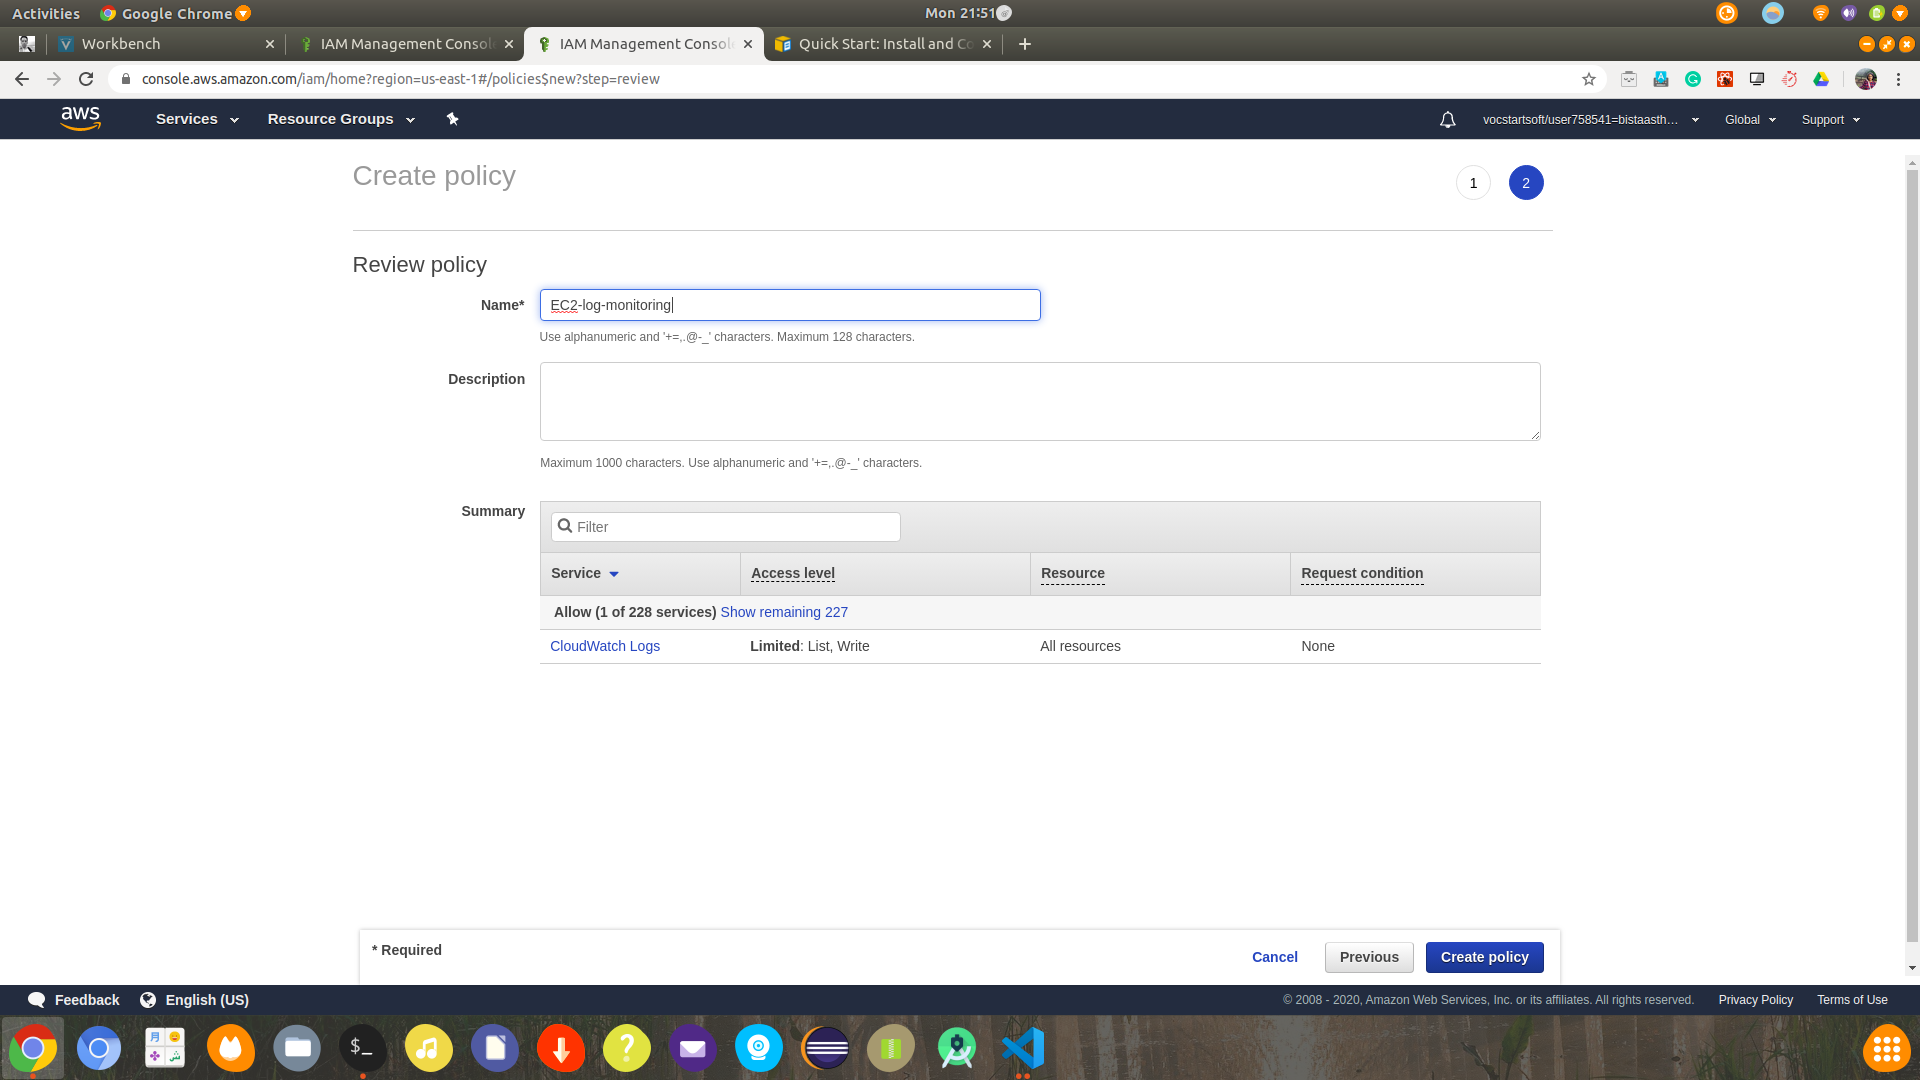 Activities Google Chrome Mon 21:51
Workbench IAM Management Consol IAM Management Consol Quick Start: Install and Co
console.aws.amazon.com/iam/home?region=us-east-1#/policies$new?step=review
aws Services Resource Groups vocstartsoft/user758541=bistaasth... Global Support
Create policy 1 2
Review policy
Name* EC2-log-monitoring
Use alphanumeric and '+=,.@-_' characters. Maximum 128 characters.
Description
Maximum 1000 characters. Use alphanumeric and '+=,.@-_' characters.
Summary
Filter
Service Access level Resource Request condition
Allow (1 of 228 services) Show remaining 227
CloudWatch Logs Limited: List, Write All resources None
* Required Cancel Previous Create policy
Feedback English (US) © 2008 - 2020, Amazon Web Services, Inc. or its affiliates. All rights reserved. Privacy Policy Terms of Use